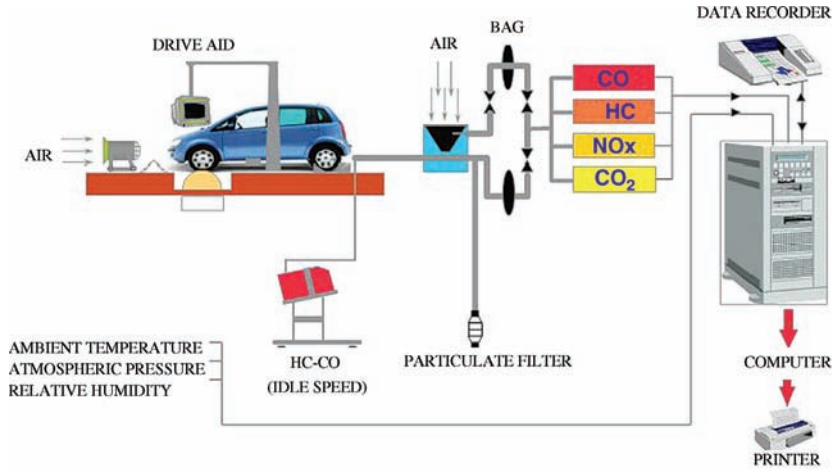 DATA RECORDER
DRIVE AID
AIR
BAG
AIR
CO
HC
NOx
CO₂
HC-CO
(IDLE SPEED)
PARTICULATE FILTER
AMBIENT TEMPERATURE
ATMOSPHERIC PRESSURE
RELATIVE HUMIDITY
COMPUTER
PRINTER